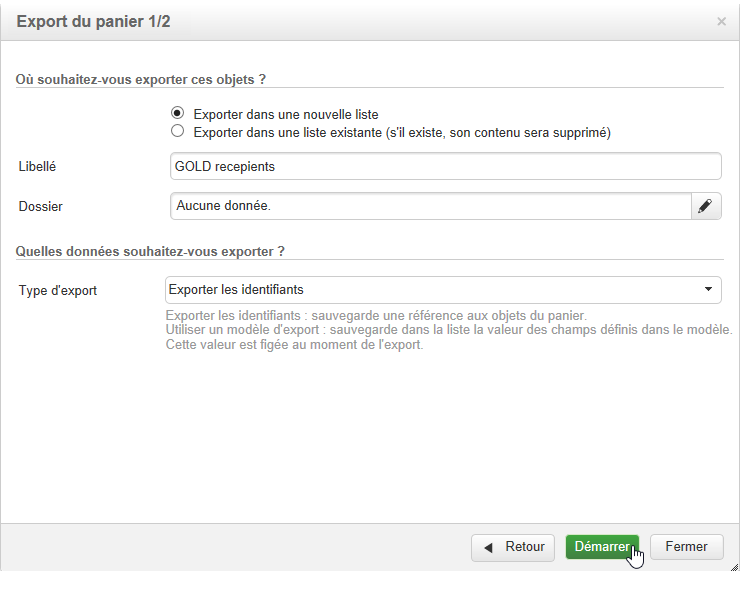 Export du panier 1/2
×
Où souhaitez-vous exporter ces objets ?
Exporter dans une nouvelle liste
Exporter dans une liste existante (s'il existe, son contenu sera supprimé)
Libellé
GOLD recepients
Dossier
Aucune donnée.
Quelles données souhaitez-vous exporter ?
Type d'export
Exporter les identifiants
Exporter les identifiants : sauvegarde une référence aux objets du panier.
Utiliser un modèle d'export : sauvegarde dans la liste la valeur des champs définis dans le modèle.
Cette valeur est figée au moment de l'export.
Retour
Démarrer
Fermer